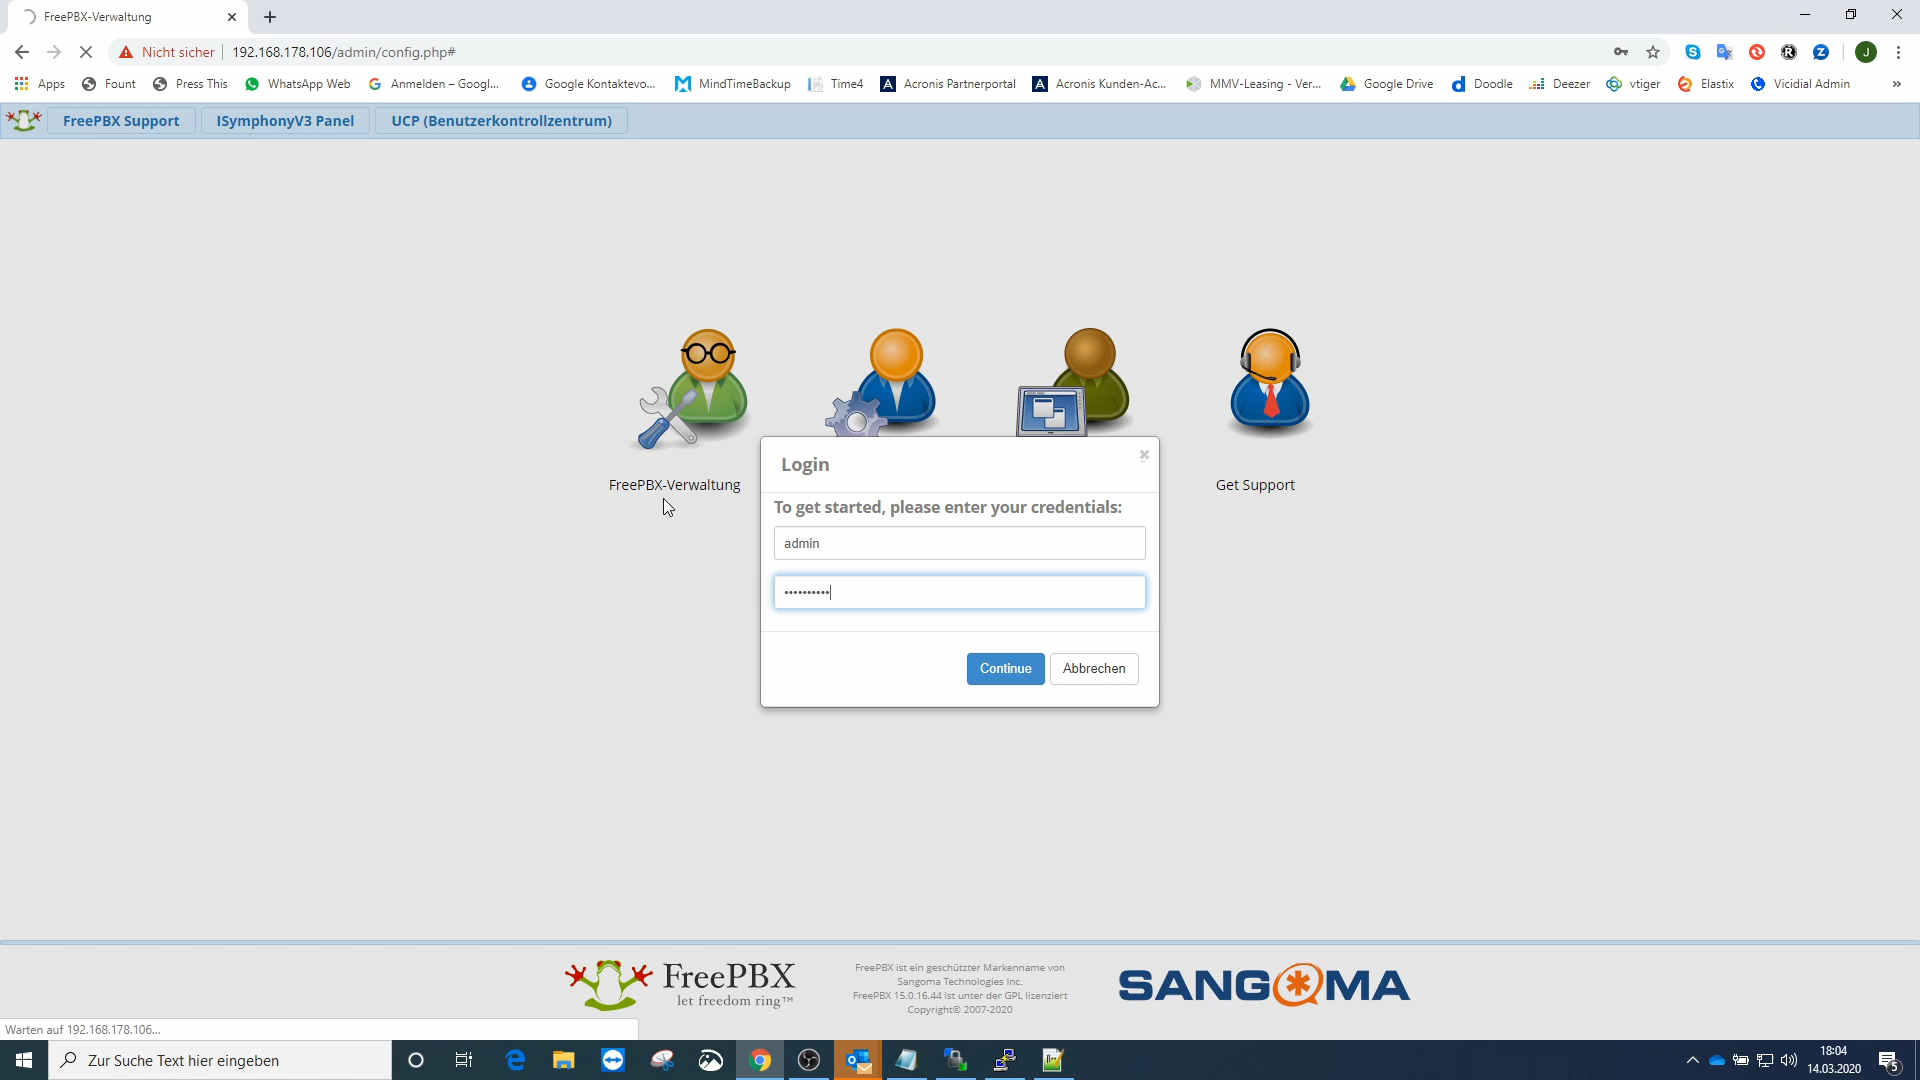 FreePBX-Verwaltung
Nicht sicher
192.168.178.106/admin/config.php#
Apps
Fount
Press This
WhatsApp Web
Anmelden – Googl...
Google Kontaktevo...
MindTimeBackup
Time4
Acronis Partnerportal
Acronis Kunden-Ac...
MMV-Leasing - Ver...
Google Drive
Doodle
Deezer
vtiger
Elastix
Vicidial Admin
»
FreePBX Support
ISymphonyV3 Panel
UCP (Benutzerkontrollzentrum)
FreePBX-Verwaltung
Get Support
Login
To get started, please enter your credentials:
admin
••••••••••
Continue
Abbrechen
FreePBX
let freedom ring™
FreePBX ist ein geschützter Markenname von
Sangoma Technologies Inc.
FreePBX 15.0.16.44 ist unter der GPL lizenziert
Copyright© 2007-2020
SANGOMA
Warten auf 192.168.178.106...
Zur Suche Text hier eingeben
18:04
14.03.2020
5